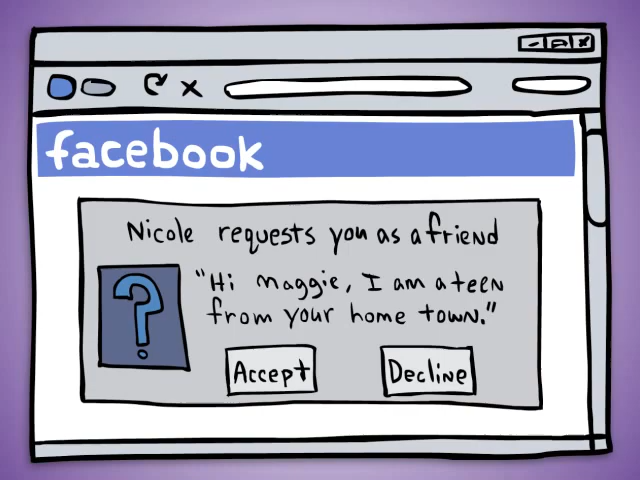 facebook
Nicole requests you as a friend
"Hi Maggie, I am a teen
from your home town."
Accept
Decline